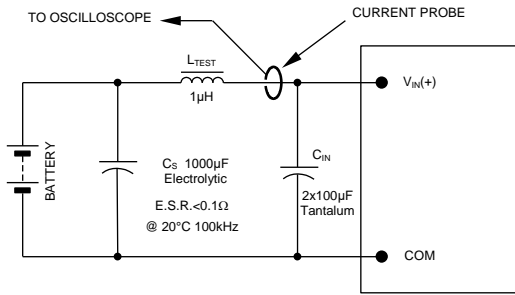 TO OSCILLOSCOPE
CURRENT PROBE
LTEST
1µH
VIN(+)
BATTERY
CS 1000µF
Electrolytic
E.S.R.<0.1Ω
@ 20°C 100kHz
CIN
2x100µF
Tantalum
COM